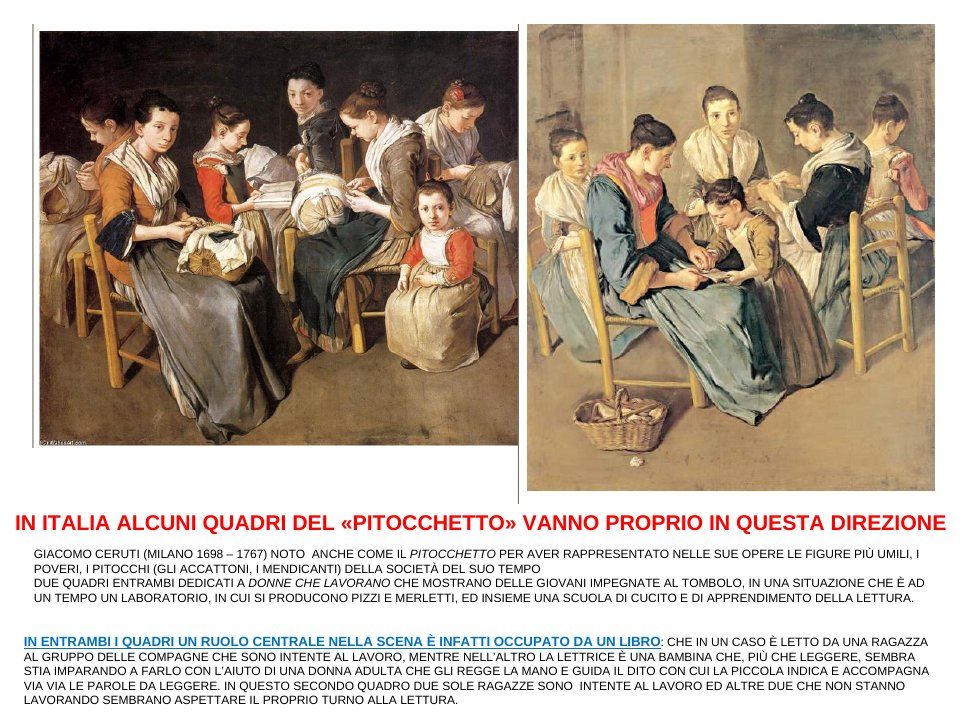 (C) WahooArt.com
IN ITALIA ALCUNI QUADRI DEL «PITOCCHETTO» VANNO PROPRIO IN QUESTA DIREZIONE
GIACOMO CERUTI (MILANO 1698 – 1767) NOTO ANCHE COME IL PITOCCHETTO PER AVER RAPPRESENTATO NELLE SUE OPERE LE FIGURE PIÙ UMILI, I
POVERI, I PITOCCHI (GLI ACCATTONI, I MENDICANTI) DELLA SOCIETÀ DEL SUO TEMPO
DUE QUADRI ENTRAMBI DEDICATI A DONNE CHE LAVORANO CHE MOSTRANO DELLE GIOVANI IMPEGNATE AL TOMBOLO, IN UNA SITUAZIONE CHE È AD
UN TEMPO UN LABORATORIO, IN CUI SI PRODUCONO PIZZI E MERLETTI, ED INSIEME UNA SCUOLA DI CUCITO E DI APPRENDIMENTO DELLA LETTURA.
IN ENTRAMBI I QUADRI UN RUOLO CENTRALE NELLA SCENA È INFATTI OCCUPATO DA UN LIBRO: CHE IN UN CASO È LETTO DA UNA RAGAZZA
AL GRUPPO DELLE COMPAGNE CHE SONO INTENTE AL LAVORO, MENTRE NELL'ALTRO LA LETTRICE È UNA BAMBINA CHE, PIÙ CHE LEGGERE, SEMBRA
STIA IMPARANDO A FARLO CON L'AIUTO DI UNA DONNA ADULTA CHE GLI REGGE LA MANO E GUIDA IL DITO CON CUI LA PICCOLA INDICA E ACCOMPAGNA
VIA VIA LE PAROLE DA LEGGERE. IN QUESTO SECONDO QUADRO DUE SOLE RAGAZZE SONO INTENTE AL LAVORO ED ALTRE DUE CHE NON STANNO
LAVORANDO SEMBRANO ASPETTARE IL PROPRIO TURNO ALLA LETTURA.